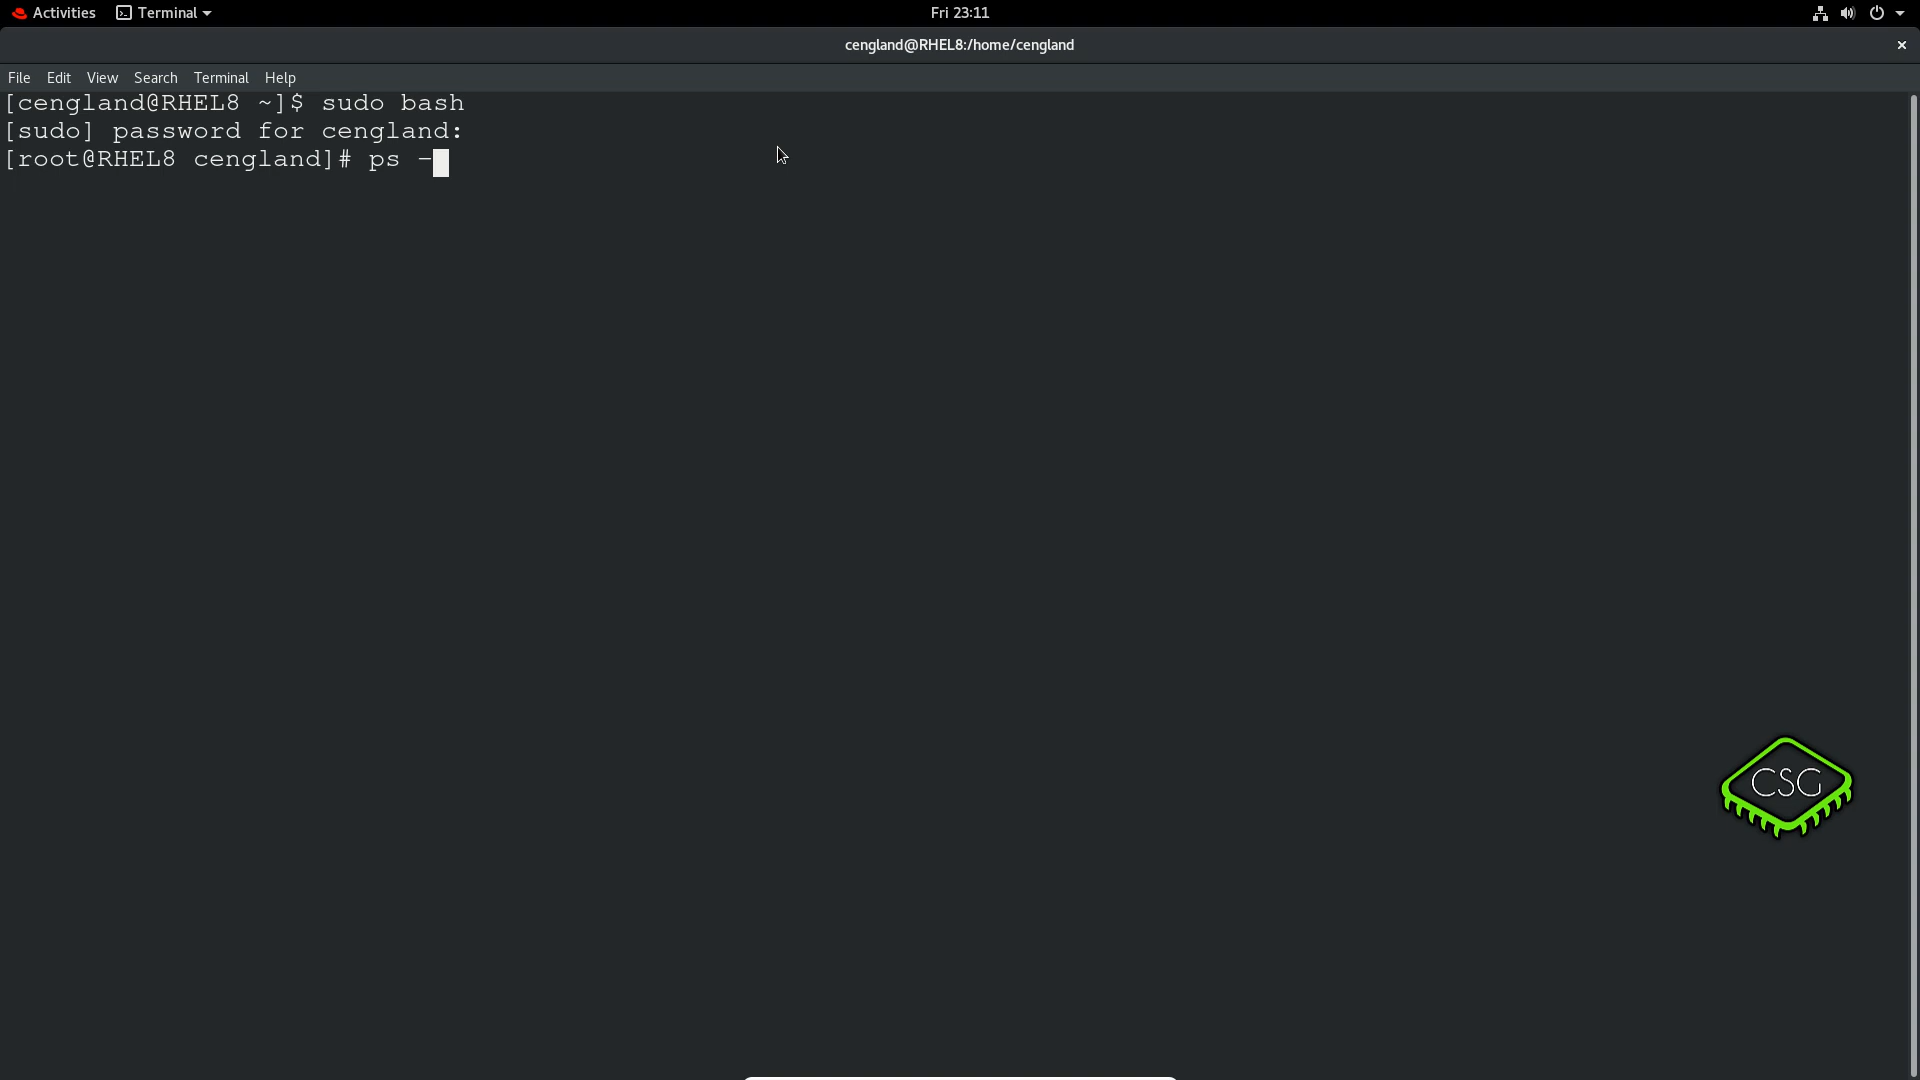 Activities Terminal Fri 23:11
cengland@RHEL8:/home/cengland
File Edit View Search Terminal Help
[cengland@RHEL8 ~]$ sudo bash
[sudo] password for cengland:
[root@RHEL8 cengland]# ps -
CSG